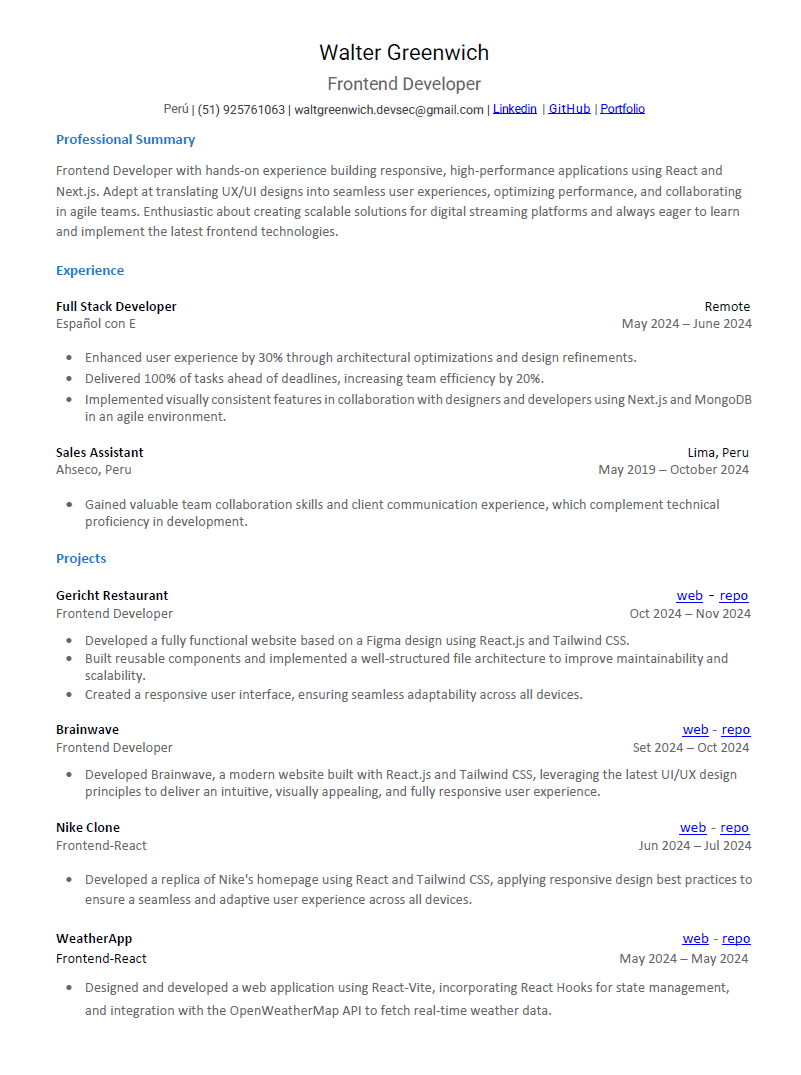 Walter Greenwich
Frontend Developer
Perú | (51) 925761063 | waltgreenwich.devsec@gmail.com | Linkedin | GitHub | Portfolio
Professional Summary
Frontend Developer with hands-on experience building responsive, high-performance applications using React and
Next.js. Adept at translating UX/UI designs into seamless user experiences, optimizing performance, and collaborating
in agile teams. Enthusiastic about creating scalable solutions for digital streaming platforms and always eager to learn
and implement the latest frontend technologies.
Experience
Full Stack Developer Remote
Español con E May 2024 – June 2024
• Enhanced user experience by 30% through architectural optimizations and design refinements.
• Delivered 100% of tasks ahead of deadlines, increasing team efficiency by 20%.
• Implemented visually consistent features in collaboration with designers and developers using Next.js and MongoDB
in an agile environment.
Sales Assistant Lima, Peru
Ahseco, Peru May 2019 – October 2024
• Gained valuable team collaboration skills and client communication experience, which complement technical
proficiency in development.
Projects
Gericht Restaurant web - repo
Frontend Developer Oct 2024 – Nov 2024
• Developed a fully functional website based on a Figma design using React.js and Tailwind CSS.
• Built reusable components and implemented a well-structured file architecture to improve maintainability and
scalability.
• Created a responsive user interface, ensuring seamless adaptability across all devices.
Brainwave web - repo
Frontend Developer Set 2024 – Oct 2024
• Developed Brainwave, a modern website built with React.js and Tailwind CSS, leveraging the latest UI/UX design
principles to deliver an intuitive, visually appealing, and fully responsive user experience.
Nike Clone web - repo
Frontend-React Jun 2024 – Jul 2024
• Developed a replica of Nike's homepage using React and Tailwind CSS, applying responsive design best practices to
ensure a seamless and adaptive user experience across all devices.
WeatherApp web - repo
Frontend-React May 2024 – May 2024
• Designed and developed a web application using React-Vite, incorporating React Hooks for state management,
and integration with the OpenWeatherMap API to fetch real-time weather data.